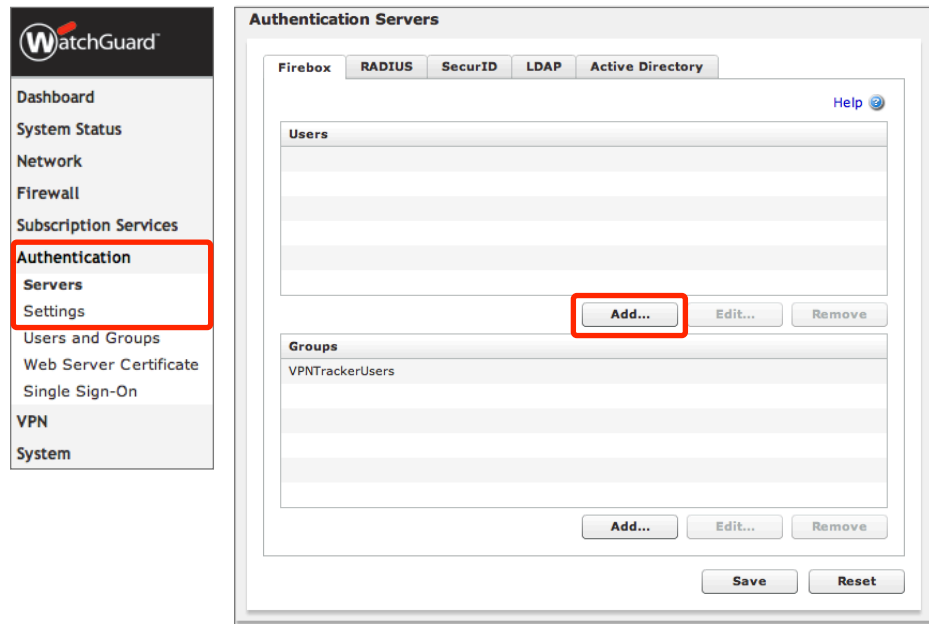 WatchGuard
Dashboard
System Status
Network
Firewall
Subscription Services
Authentication
Servers
Settings
Users and Groups
Web Server Certificate
Single Sign-On
VPN
System
Authentication Servers
Firebox RADIUS SecurID LDAP Active Directory
Help
Users
Add... Edit... Remove
Groups
VPNTrackerUsers
Add... Edit... Remove
Save Reset